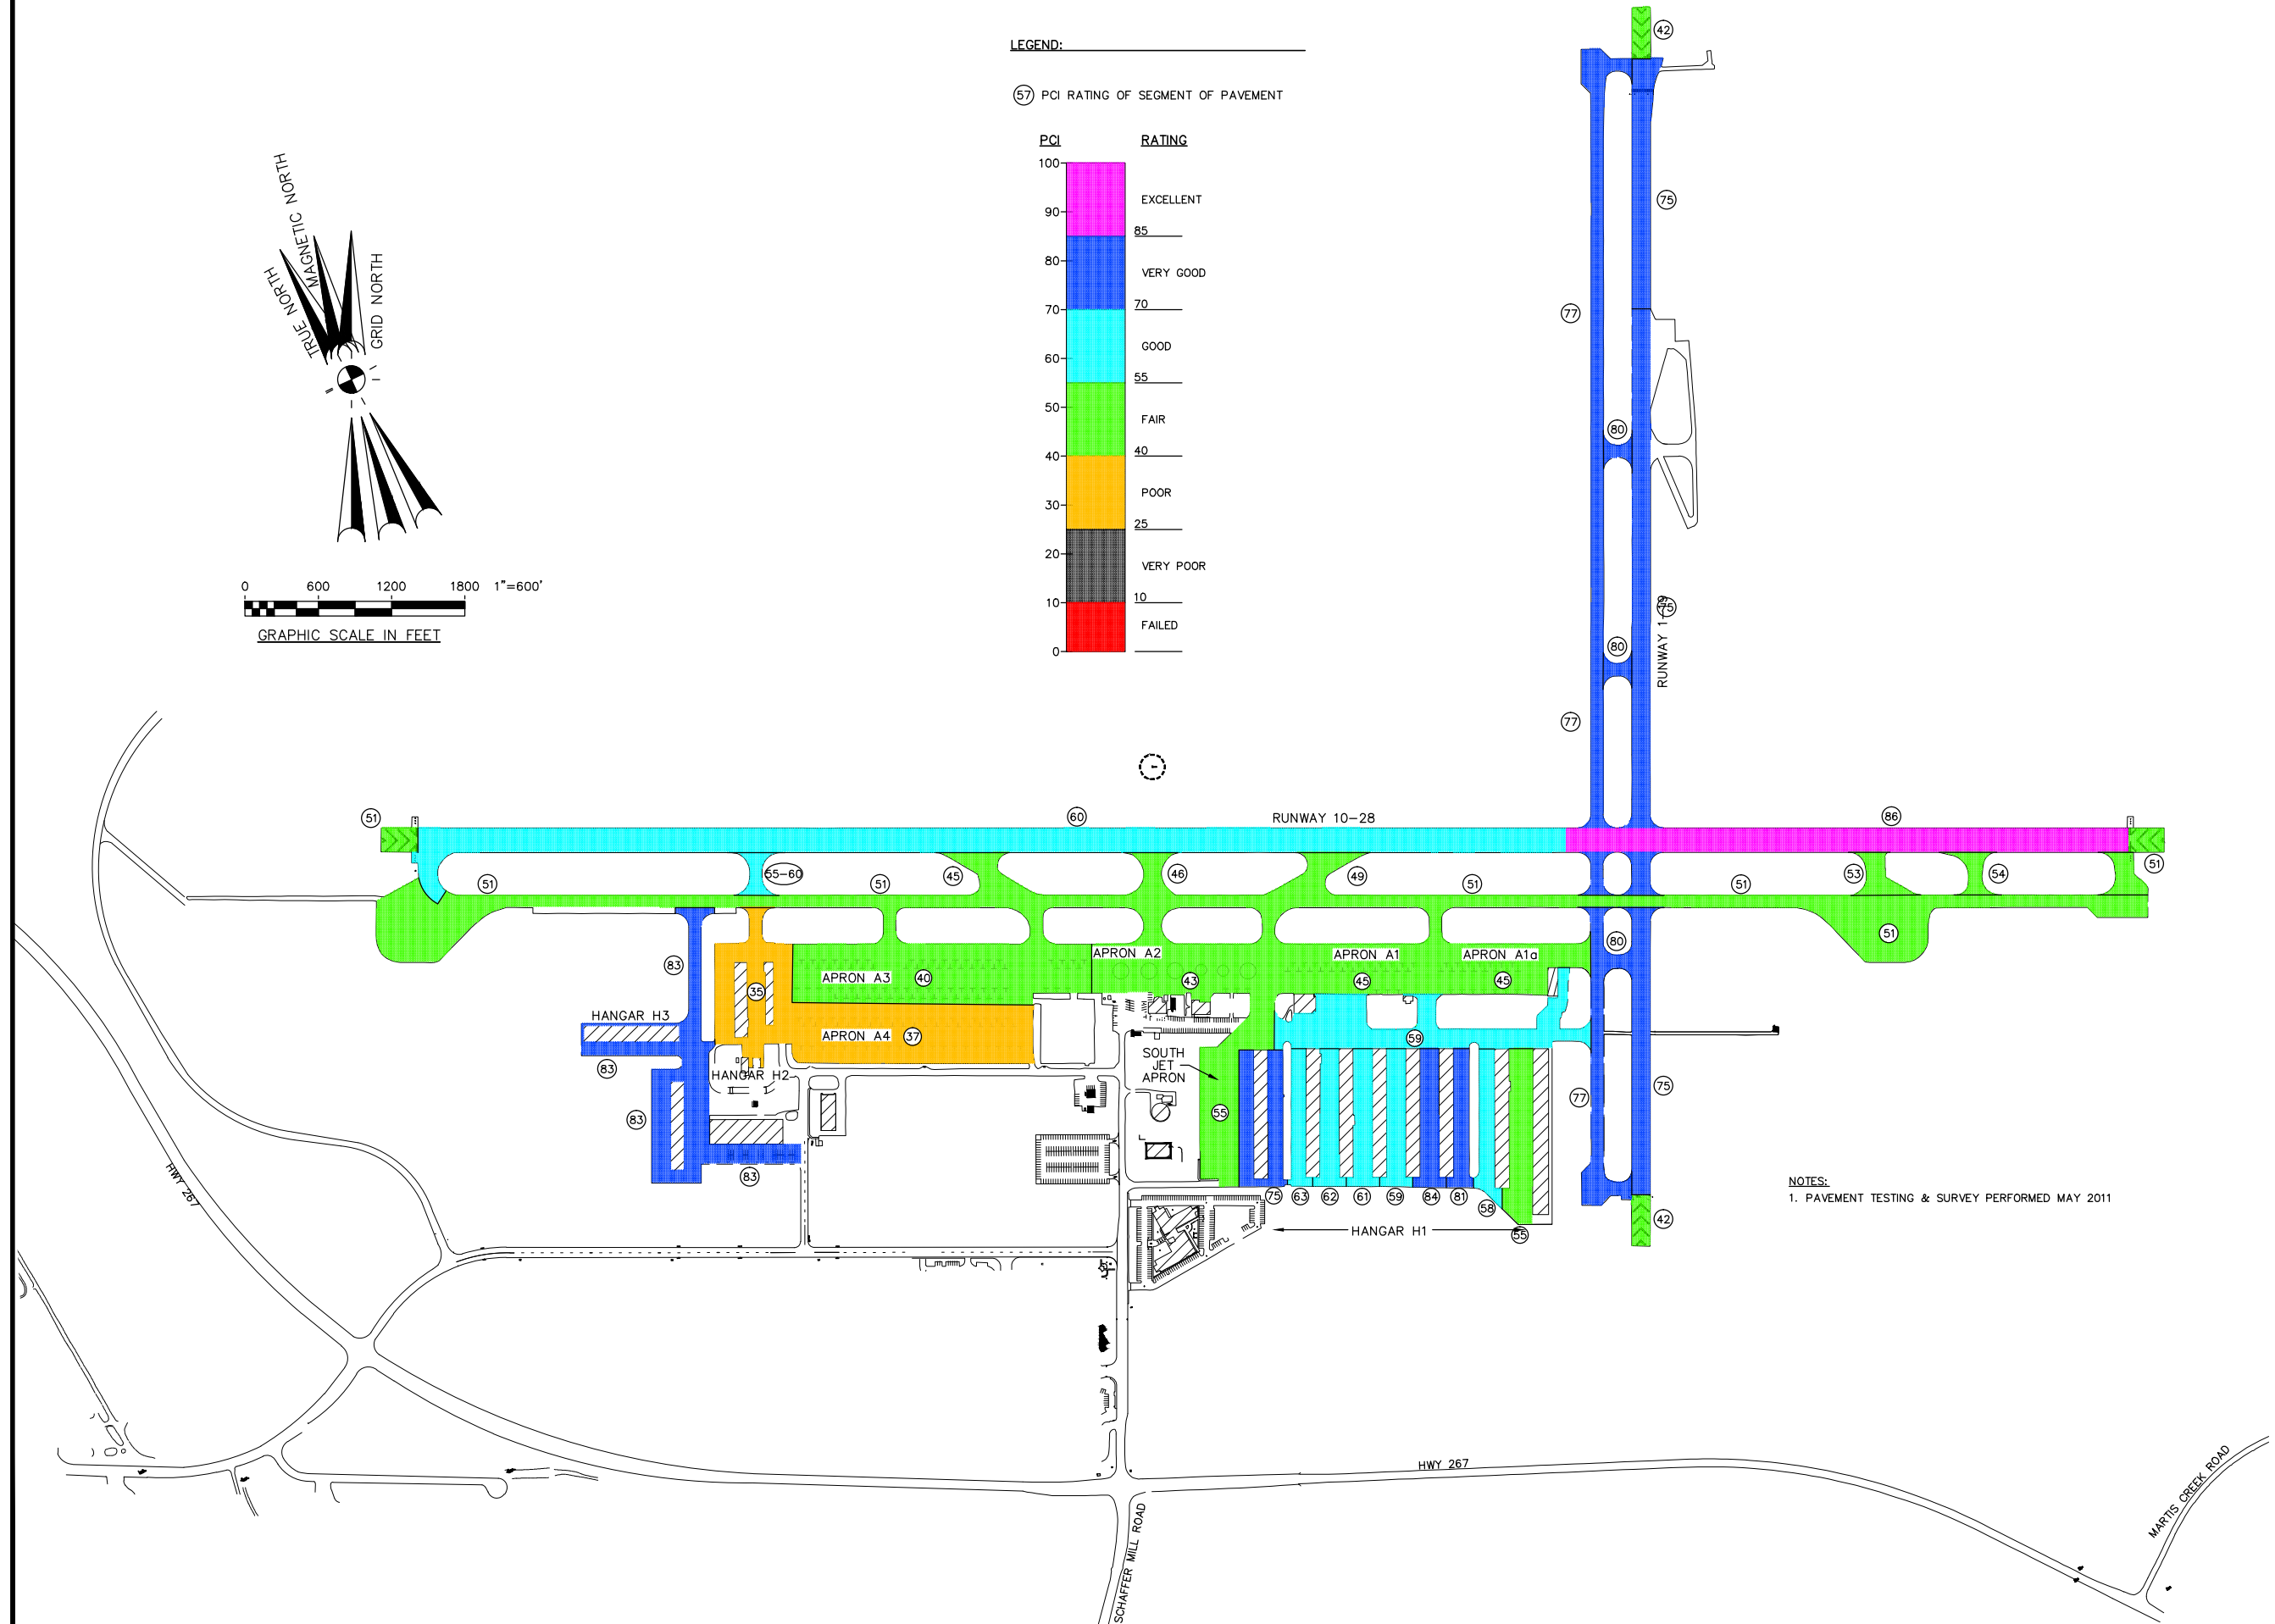 LEGEND:
57 PCI RATING OF SEGMENT OF PAVEMENT
PCI RATING
100
EXCELLENT
90
85
80
VERY GOOD
70 70
GOOD
60
55
50
FAIR
40 40
POOR
30
25
20
VERY POOR
10 10
FAILED
0
TRUE NORTH
MAGNETIC NORTH
GRID NORTH
0 600 1200 1800 1"=600'
GRAPHIC SCALE IN FEET
42
75
77
80
75
RUNWAY 1-19
80
77
51
60
RUNWAY 10-28
86
51
55-60
51
45
46
49
51
51
53
54
51
51
83
35
APRON A3
40
APRON A2
43
APRON A1
45
APRON A1a
45
80
HANGAR H3
APRON A4
37
59
83
HANGAR H2
SOUTH
JET
APRON
55
77
75
83
83
75
63
62
61
59
84
81
58
55
HANGAR H1
42
NOTES:
1. PAVEMENT TESTING & SURVEY PERFORMED MAY 2011
HWY 267
HWY 267
SCHAFFER MILL ROAD
MARTIS CREEK ROAD